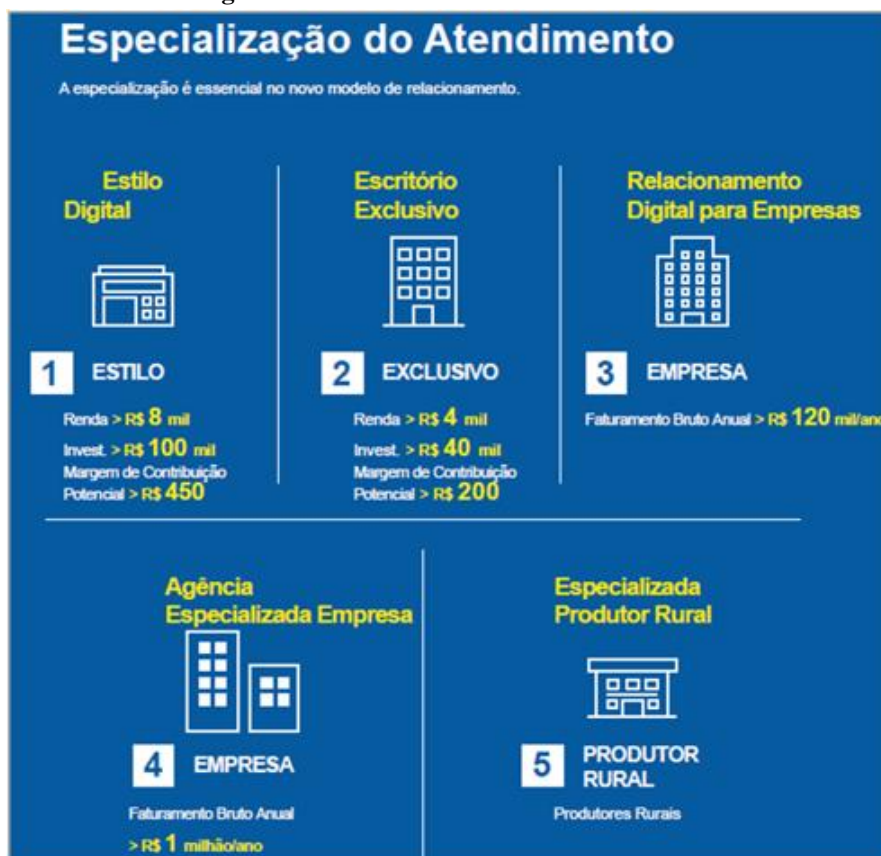 Especialização do Atendimento
A especialização é essencial no novo modelo de relacionamento.
Estilo
Digital
1 ESTILO
Renda > R$ 8 mil
Invest. > R$ 100 mil
Margem de Contribuição
Potencial > R$ 450
Escritório
Exclusivo
2 EXCLUSIVO
Renda > R$ 4 mil
Invest. > R$ 40 mil
Margem de Contribuição
Potencial > R$ 200
Relacionamento
Digital para Empresas
3 EMPRESA
Faturamento Bruto Anual > R$ 120 mil/ano
Agência
Especializada Empresa
4 EMPRESA
Faturamento Bruto Anual
> R$ 1 milhão/ano
Especializada
Produtor Rural
5 PRODUTOR
RURAL
Produtores Rurais